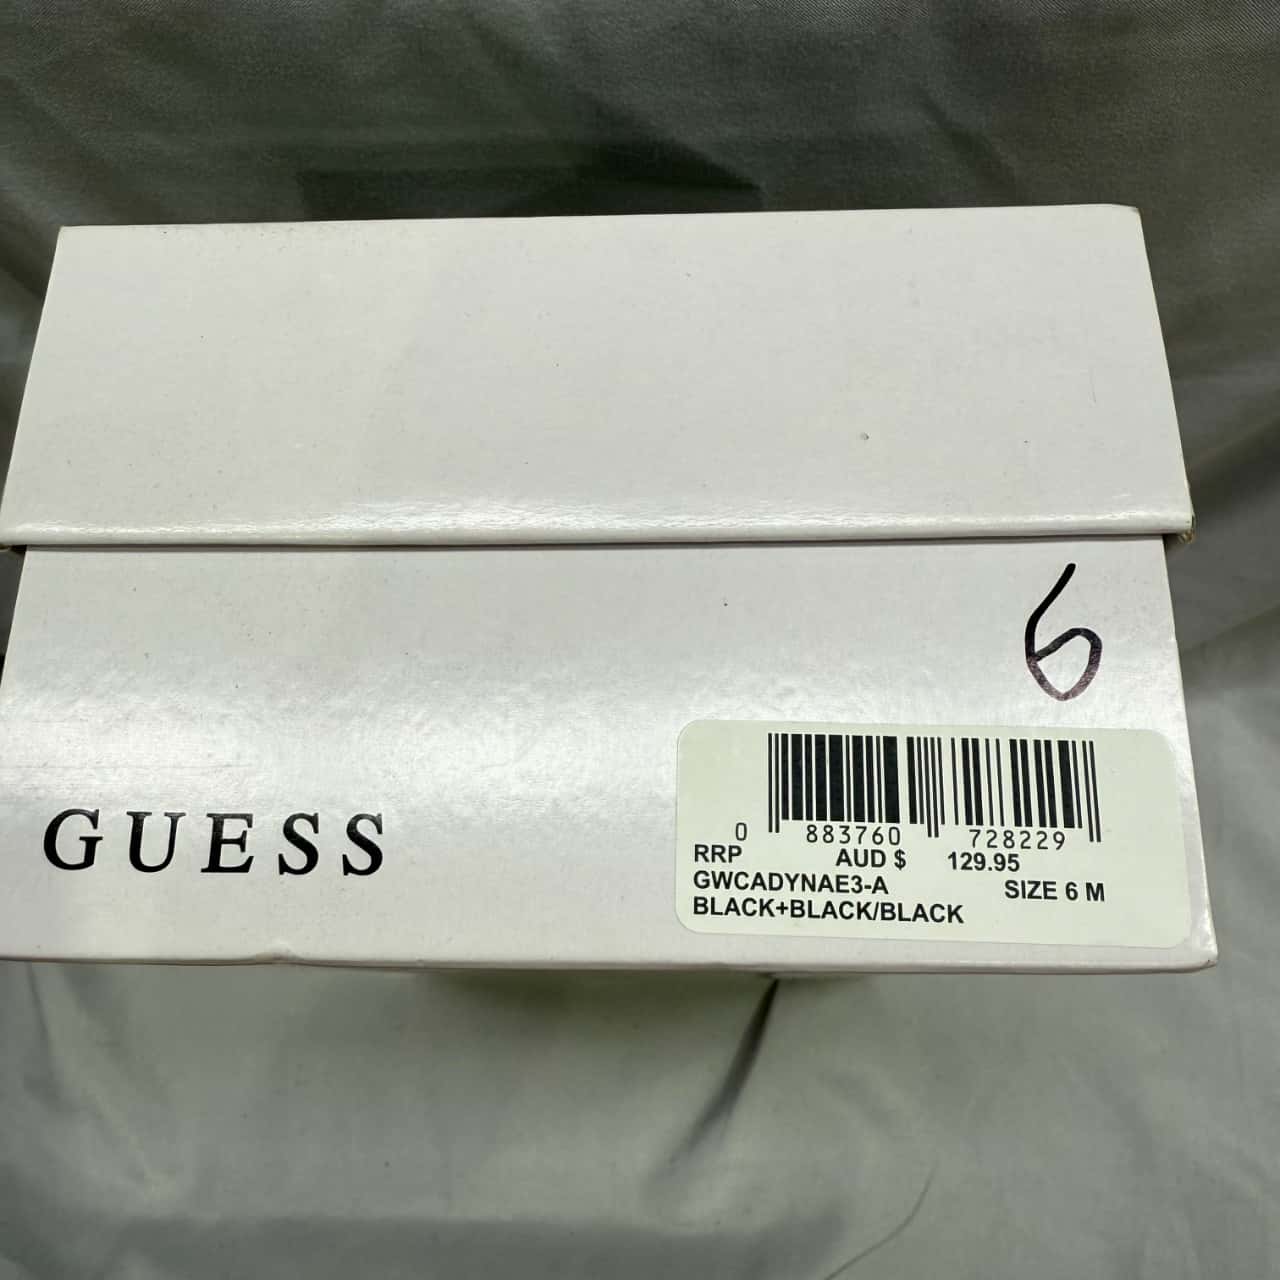 6
GUESS
0 883760 728229
RRP AUD $ 129.95
GWCADYNAE3-A SIZE 6 M
BLACK+BLACK/BLACK